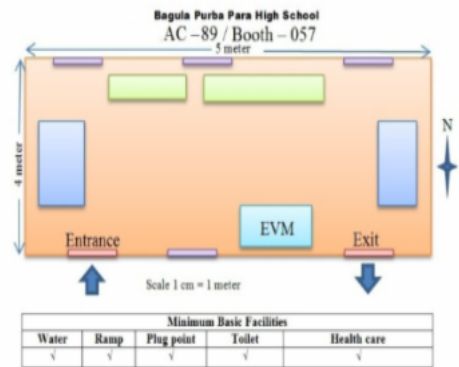 Bagula Purba Para High School
AC –89 / Booth – 057
5 meter
4 meter
N
EVM
Entrance
Exit
Scale 1 cm = 1 meter
Minimum Basic Facilities
Water Ramp Plug point Toilet Health care
√ √ √ √ √